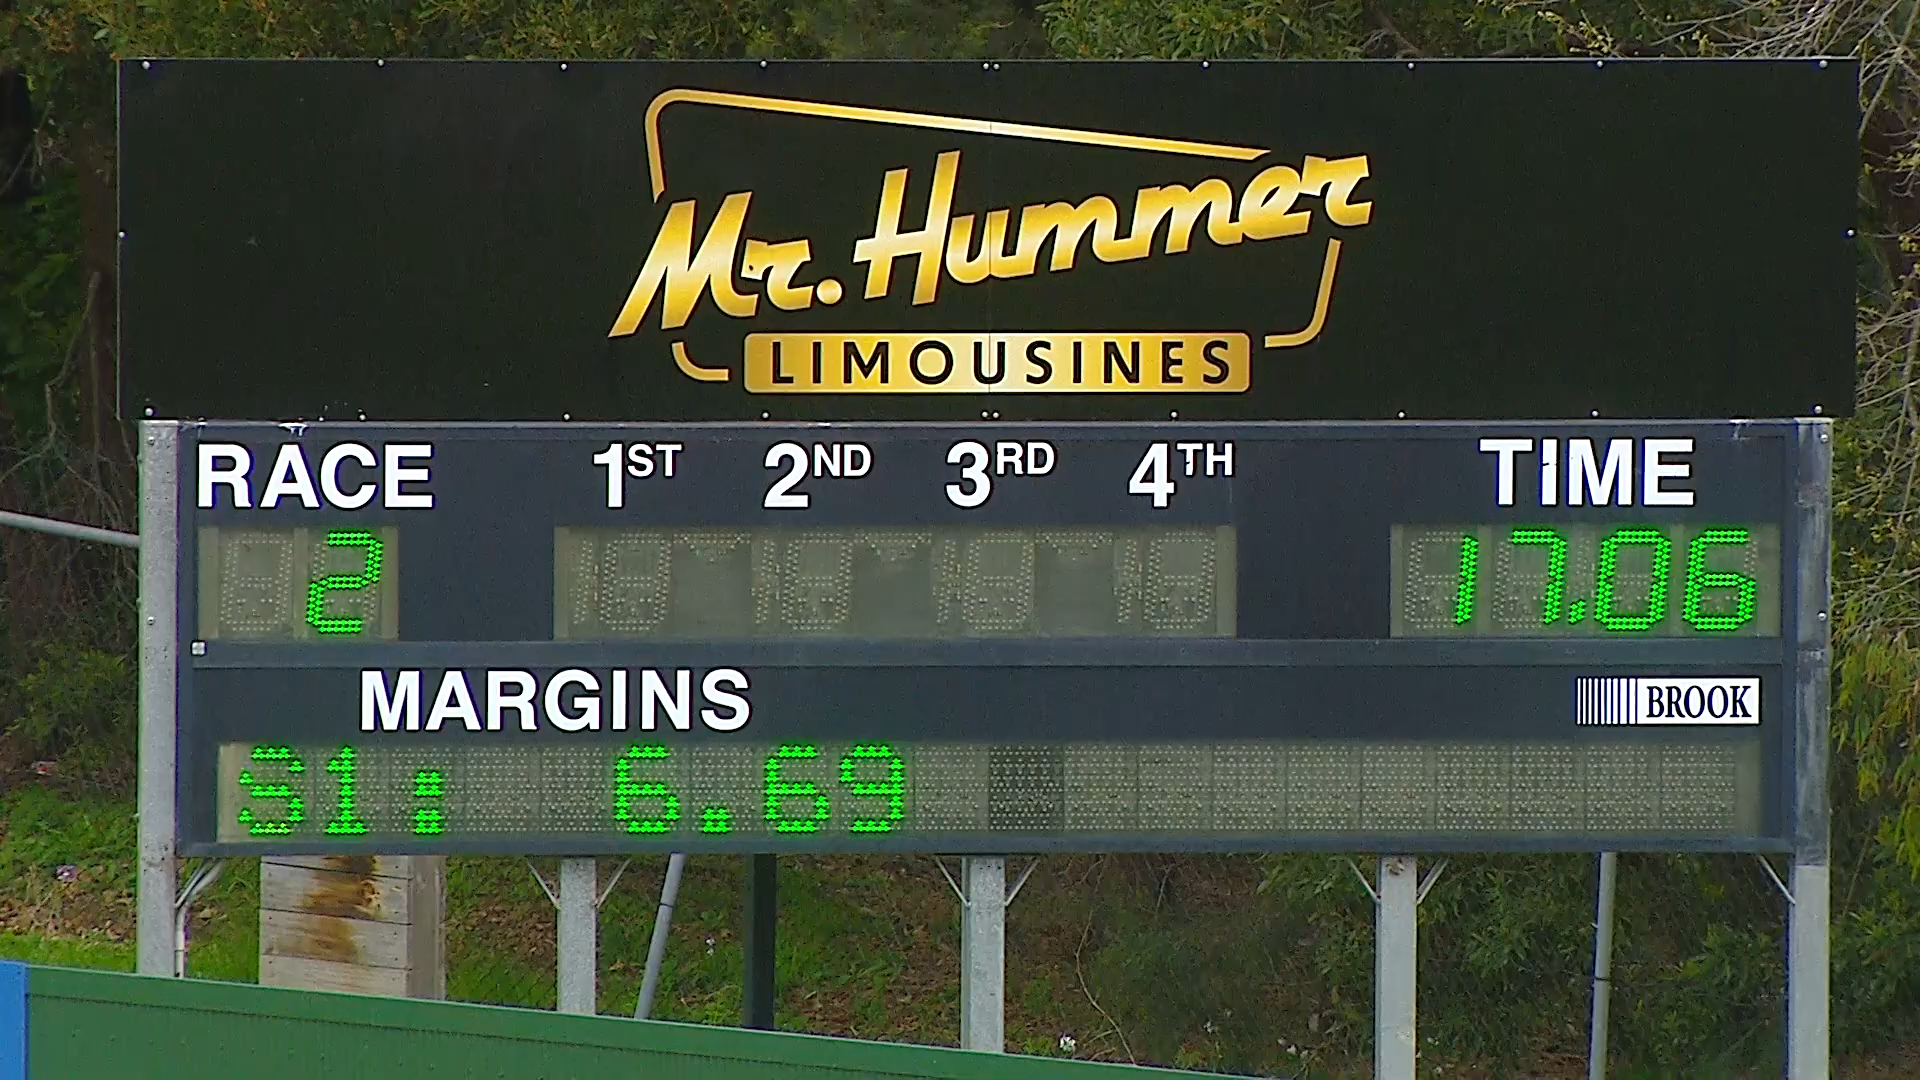 Mr. Hummer
LIMOUSINES
RACE 1ST 2ND 3RD 4TH TIME
2 17.06
MARGINS BROOK
S1: 6.69